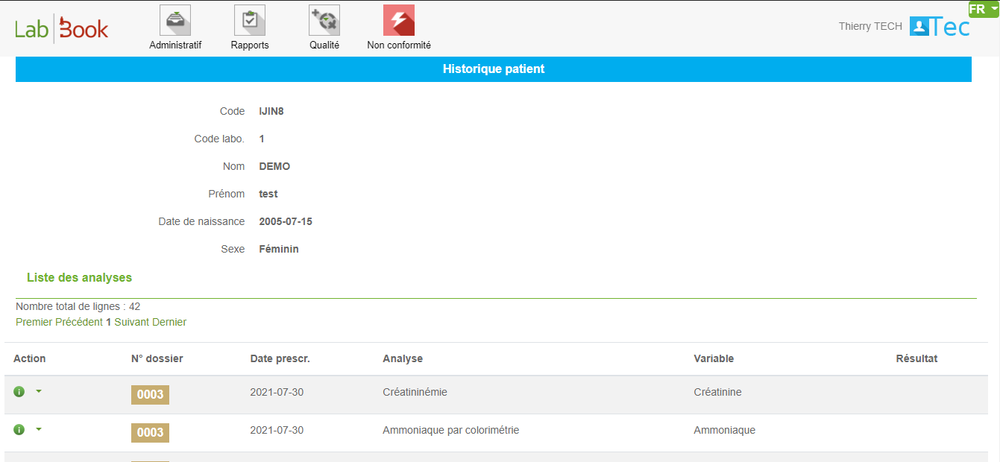 Lab Book
Administratif
Rapports
Qualité
Non conformité
Thierry TECH
Tec
FR
Historique patient
Code IJIN8
Code labo. 1
Nom DEMO
Prénom test
Date de naissance 2005-07-15
Sexe Féminin
Liste des analyses
Nombre total de lignes : 42
Premier Précédent 1 Suivant Dernier
Action N° dossier Date prescr. Analyse Variable Résultat
0003 2021-07-30 Créatininémie Créatinine
0003 2021-07-30 Ammoniaque par colorimétrie Ammoniaque